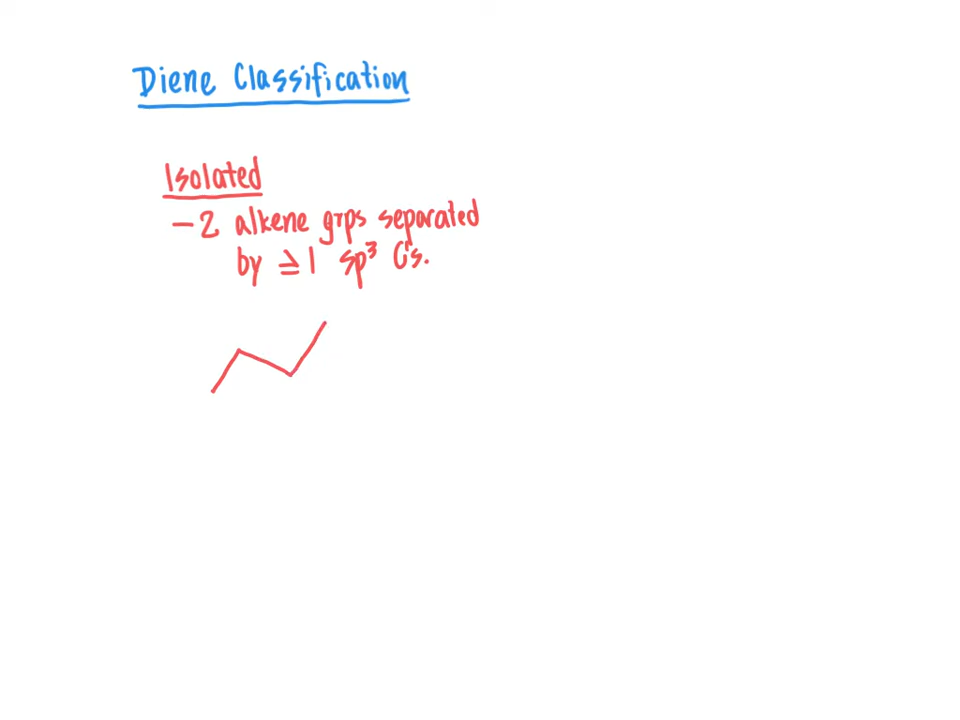 Diene Classification
Isolated
- 2 alkene grps separated
by ≥1 sp³ C's.